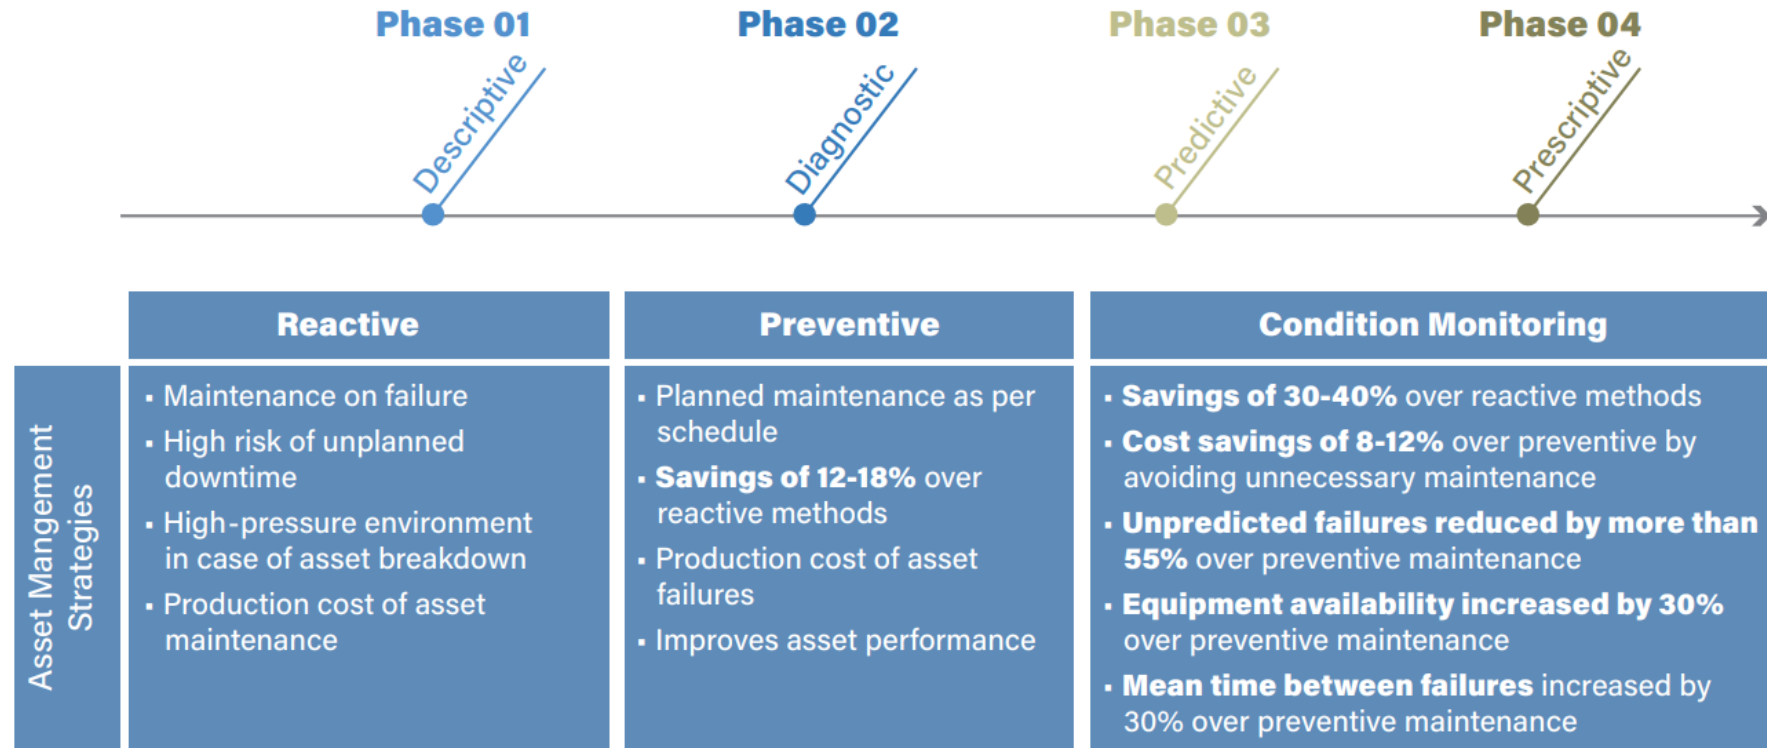 Phase 01
Phase 02
Phase 03
Phase 04
Descriptive
Diagnostic
Predictive
Prescriptive
Reactive
Preventive
Condition Monitoring
Asset Mangement
Strategies
▪ Maintenance on failure
▪ High risk of unplanned
downtime
▪ High-pressure environment
in case of asset breakdown
▪ Production cost of asset
maintenance
▪ Planned maintenance as per
schedule
▪ Savings of 12-18% over
reactive methods
▪ Production cost of asset
failures
▪ Improves asset performance
▪ Savings of 30-40% over reactive methods
▪ Cost savings of 8-12% over preventive by
avoiding unnecessary maintenance
▪ Unpredicted failures reduced by more than
55% over preventive maintenance
▪ Equipment availability increased by 30%
over preventive maintenance
▪ Mean time between failures increased by
30% over preventive maintenance